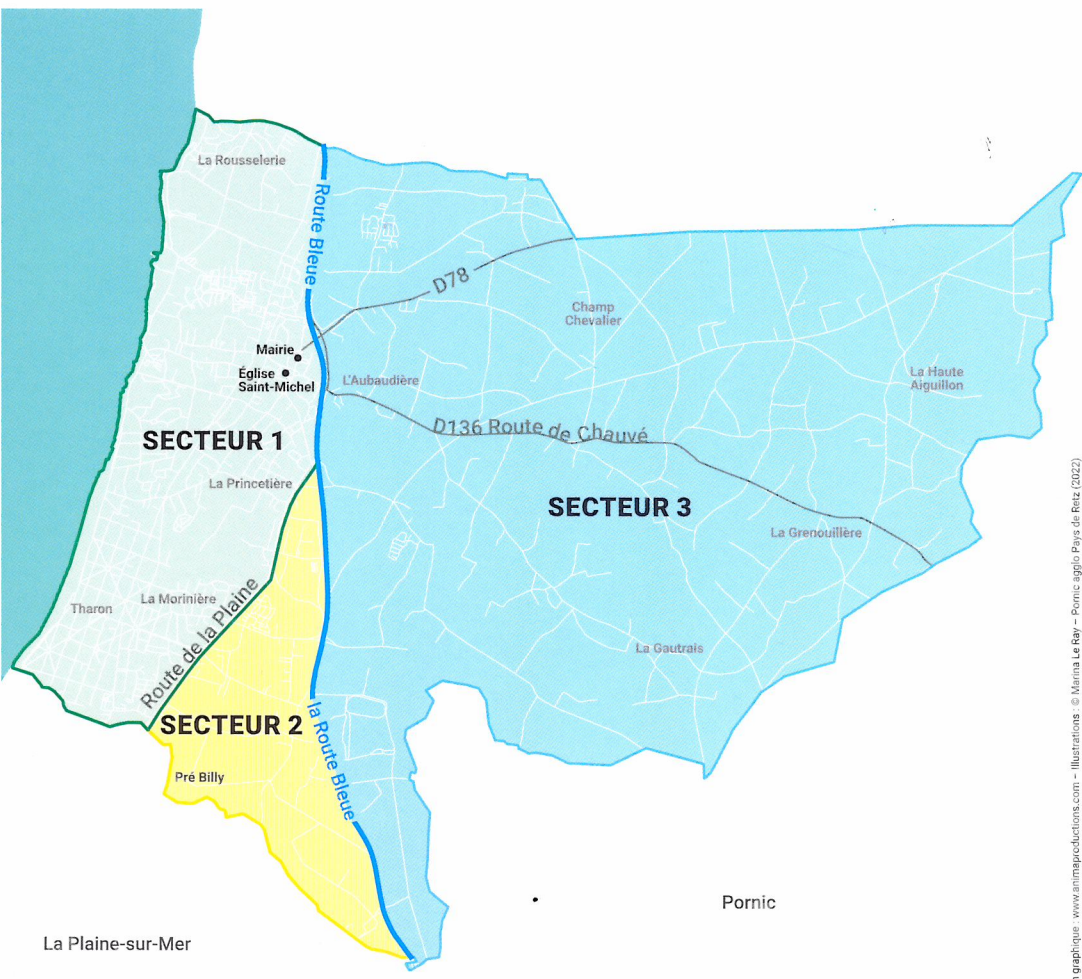 La Rousselerie
Route Bleue
D78
Champ
Chevalier
Mairie
Église
Saint-Michel
L'Aubaudière
La Haute
Aiguillon
D136 Route de Chauvé
SECTEUR 1
La Princetière
SECTEUR 3
La Grenouillère
Tharon
La Morinière
Route de la Plaine
La Gautrais
SECTEUR 2
la Route Bleue
Pré Billy
Pornic
La Plaine-sur-Mer
n graphique : www.animaproductions.com – Illustrations : © Marina Le Ray – Pornic agglo Pays de Retz (2022)